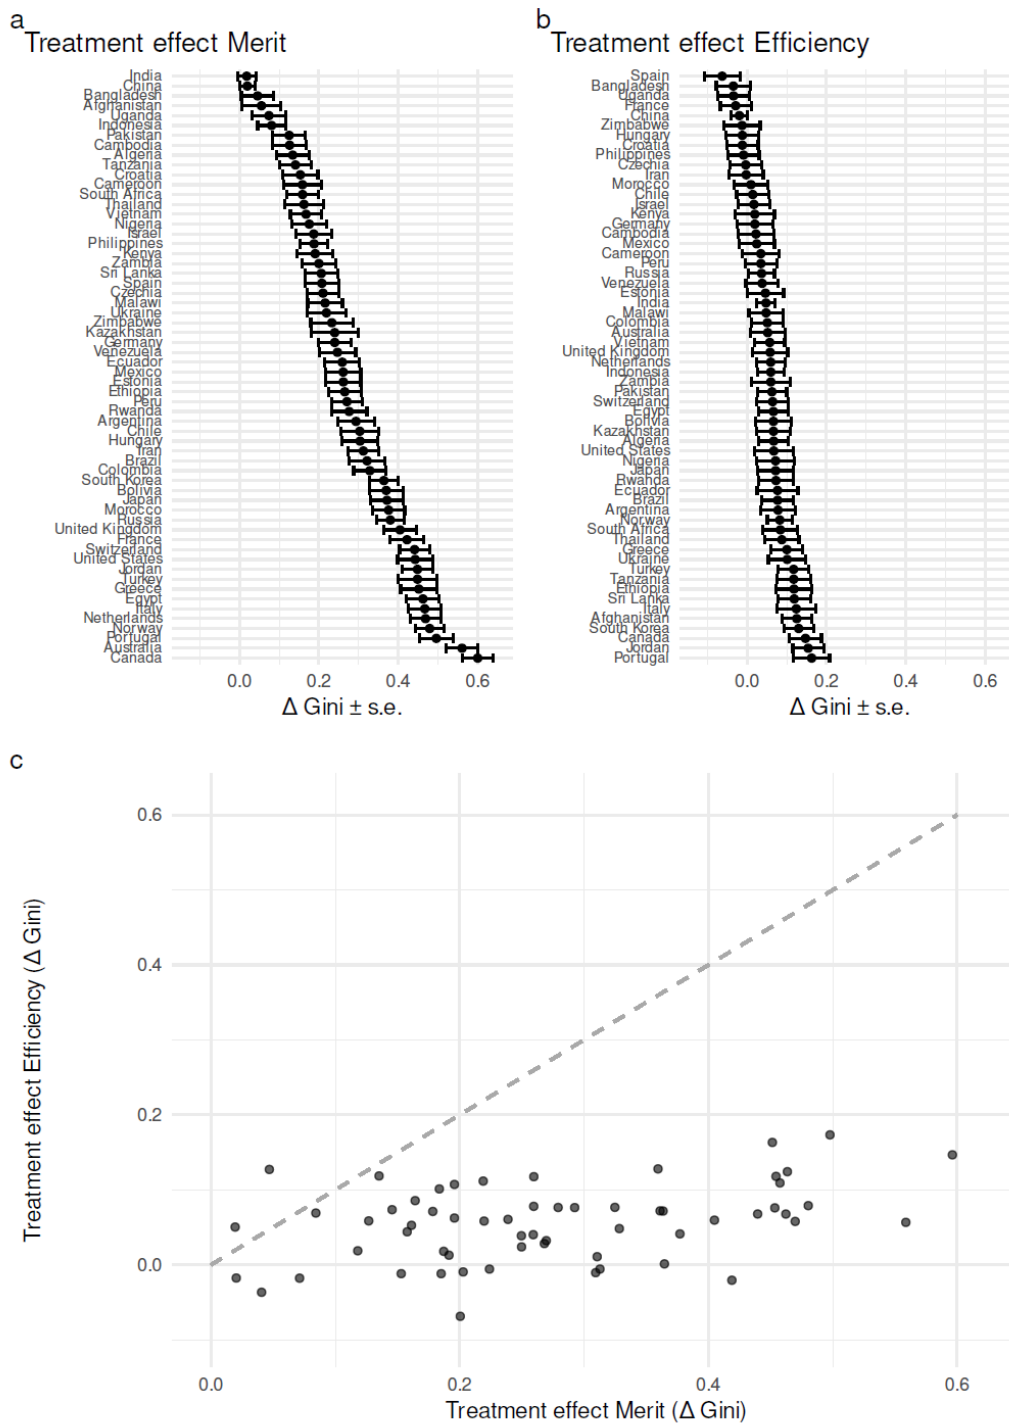 a
Treatment effect Merit
India
China
Bangladesh
Afghanistan
Uganda
Indonesia
Pakistan
Cambodia
Algeria
Tanzania
Croatia
Cameroon
South Africa
Thailand
Vietnam
Nigeria
Israel
Philippines
Kenya
Zambia
Sri Lanka
Spain
Czechia
Malawi
Ukraine
Zimbabwe
Kazakhstan
Germany
Venezuela
Ecuador
Mexico
Estonia
Ethiopia
Peru
Rwanda
Argentina
Chile
Hungary
Iran
Brazil
Colombia
South Korea
Bolivia
Japan
Morocco
Russia
United Kingdom
France
Switzerland
United States
Jordan
Turkey
Greece
Egypt
Italy
Netherlands
Norway
Portugal
Australia
Canada
0.0 0.2 0.4 0.6
Δ Gini ± s.e.
b
Treatment effect Efficiency
Spain
Bangladesh
Uganda
France
China
Zimbabwe
Hungary
Croatia
Philippines
Czechia
Iran
Morocco
Chile
Israel
Kenya
Germany
Cambodia
Mexico
Cameroon
Peru
Russia
Venezuela
Estonia
India
Malawi
Colombia
Australia
Vietnam
United Kingdom
Netherlands
Indonesia
Zambia
Pakistan
Switzerland
Egypt
Bolivia
Kazakhstan
Algeria
United States
Nigeria
Japan
Rwanda
Ecuador
Brazil
Argentina
Norway
South Africa
Thailand
Greece
Ukraine
Turkey
Tanzania
Ethiopia
Sri Lanka
Italy
Afghanistan
South Korea
Canada
Jordan
Portugal
0.0 0.2 0.4 0.6
Δ Gini ± s.e.
c
Treatment effect Efficiency (Δ Gini)
0.6
0.4
0.2
0.0
0.0 0.2 0.4 0.6
Treatment effect Merit (Δ Gini)